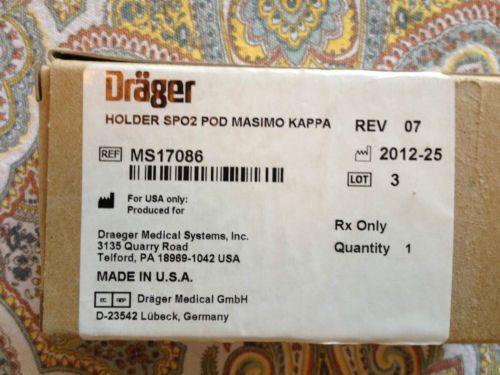 Dräger
HOLDER SPO2 POD MASIMO KAPPA
REV 07
REF MS17086
2012-25
LOT 3
For USA only:
Produced for
Draeger Medical Systems, Inc.
3135 Quarry Road
Telford, PA 18969-1042 USA
Rx Only
Quantity 1
MADE IN U.S.A.
EC REP Dräger Medical GmbH
D-23542 Lübeck, Germany